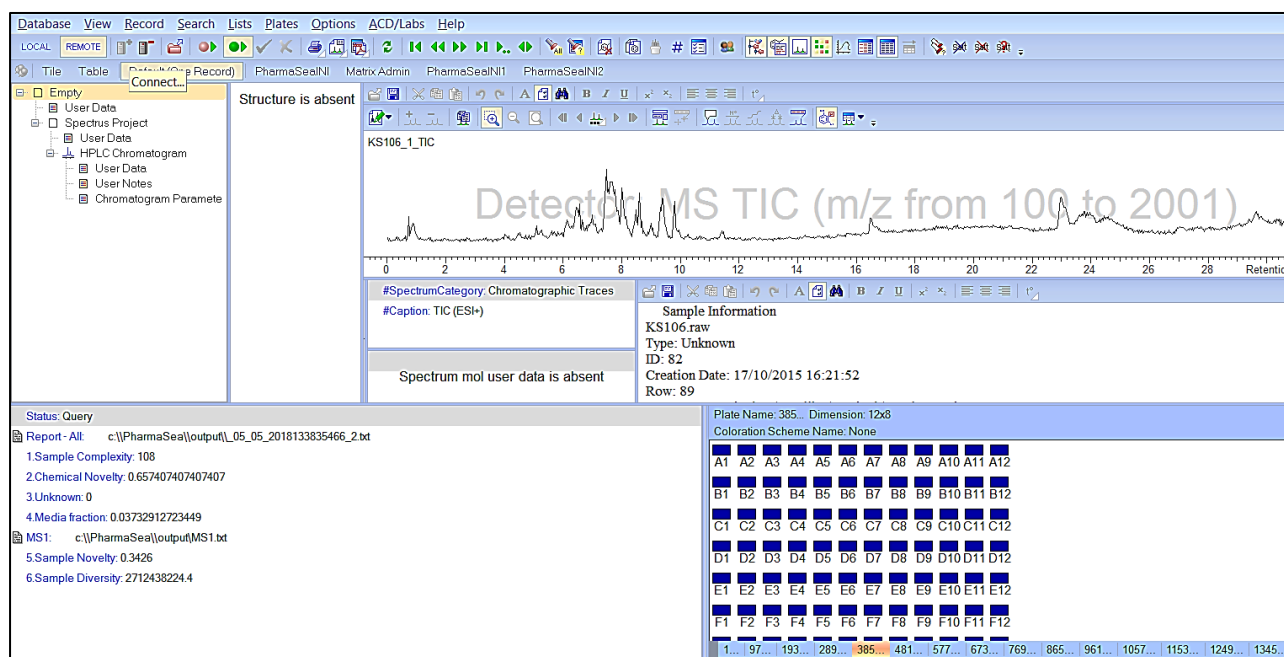 Database View Record Search Lists Plates Options ACD/Labs Help
LOCAL REMOTE
Tile Table Default (One Record) PharmaSeaINI Matrix Admin PharmaSeaINI1 PharmaSeaINI2
Connect...
Empty
User Data
Spectrus Project
User Data
HPLC Chromatogram
User Data
User Notes
Chromatogram Paramete
Structure is absent
KS106_1_TIC
Detector: MS TIC (m/z from 100 to 2001)
0 2 4 6 8 10 12 14 16 18 20 22 24 26 28 Retentic
#SpectrumCategory: Chromatographic Traces
#Caption: TIC (ESI+)
Spectrum mol user data is absent
Sample Information
KS106.raw
Type: Unknown
ID: 82
Creation Date: 17/10/2015 16:21:52
Row: 89
Status: Query
Report - All: c:\\PharmaSea\\output\\_05_05_2018133835466_2.txt
1.Sample Complexity: 108
2.Chemical Novelty: 0.657407407407407
3.Unknown: 0
4.Media fraction: 0.03732912723449
MS1: c:\\PharmaSea\\output\MS1.txt
5.Sample Novelty: 0.3426
6.Sample Diversity: 2712438224.4
Plate Name: 385... Dimension: 12x8
Coloration Scheme Name: None
A1 A2 A3 A4 A5 A6 A7 A8 A9 A10 A11 A12
B1 B2 B3 B4 B5 B6 B7 B8 B9 B10 B11 B12
C1 C2 C3 C4 C5 C6 C7 C8 C9 C10 C11 C12
D1 D2 D3 D4 D5 D6 D7 D8 D9 D10 D11 D12
E1 E2 E3 E4 E5 E6 E7 E8 E9 E10 E11 E12
F1 F2 F3 F4 F5 F6 F7 F8 F9 F10 F11 F12
1... 97... 193... 289... 385... 481... 577... 673... 769... 865... 961... 1057... 1153... 1249... 1345..